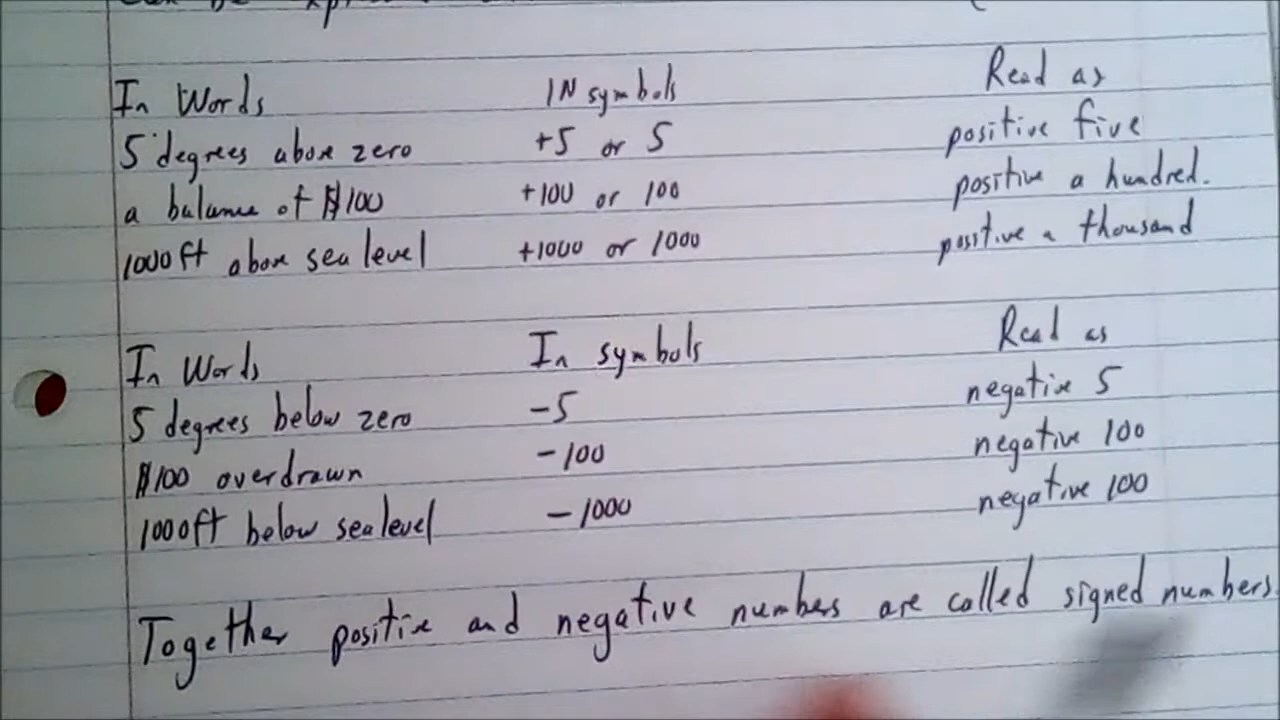 In Words IN symbols Read as
5 degrees above zero +5 or 5 positive five
a balance of $100 +100 or 100 positive a hundred.
1000ft above sea level +1000 or 1000 positive a thousand
In Words In symbols Read as
5 degrees below zero -5 negative 5
$100 overdrawn -100 negative 100
1000ft below sea level -1000 negative 100
Together positive and negative numbers are called signed numbers